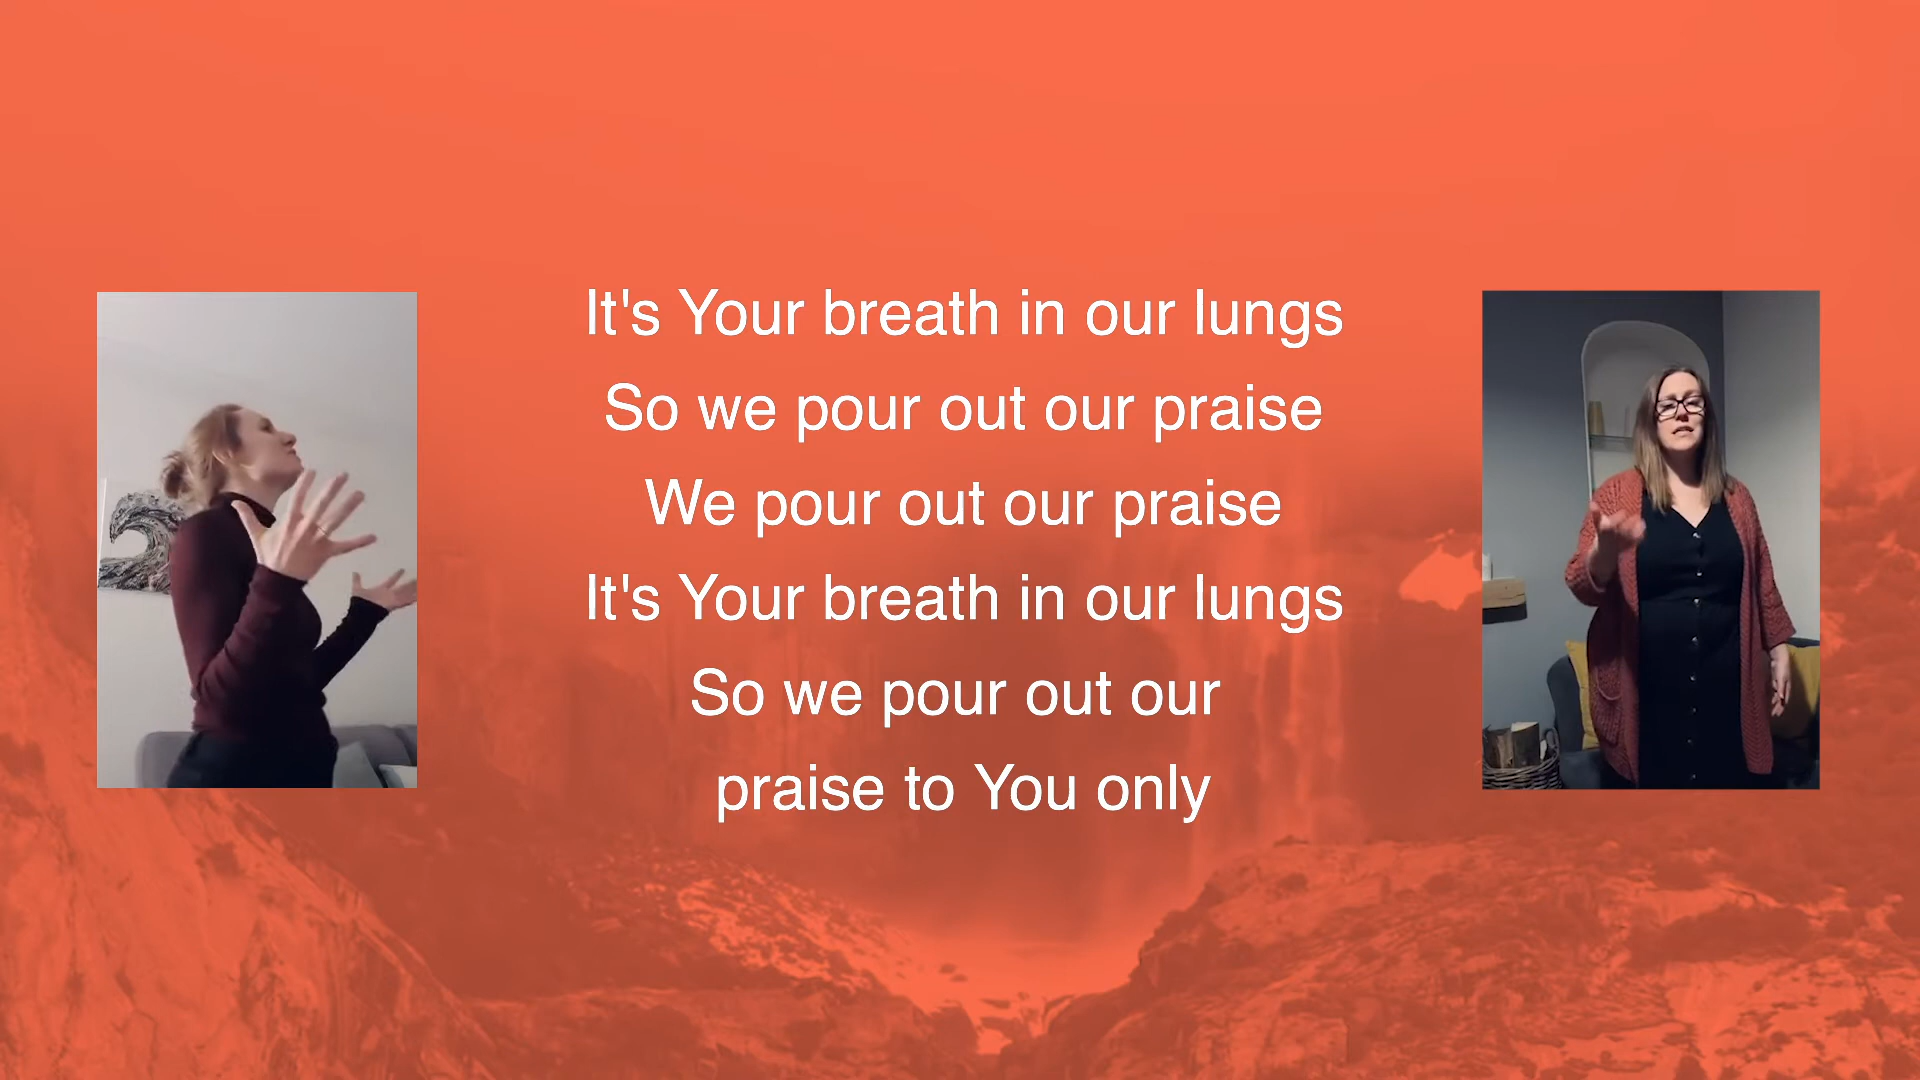 It's Your breath in our lungs
So we pour out our praise
We pour out our praise
It's Your breath in our lungs
So we pour out our
praise to You only